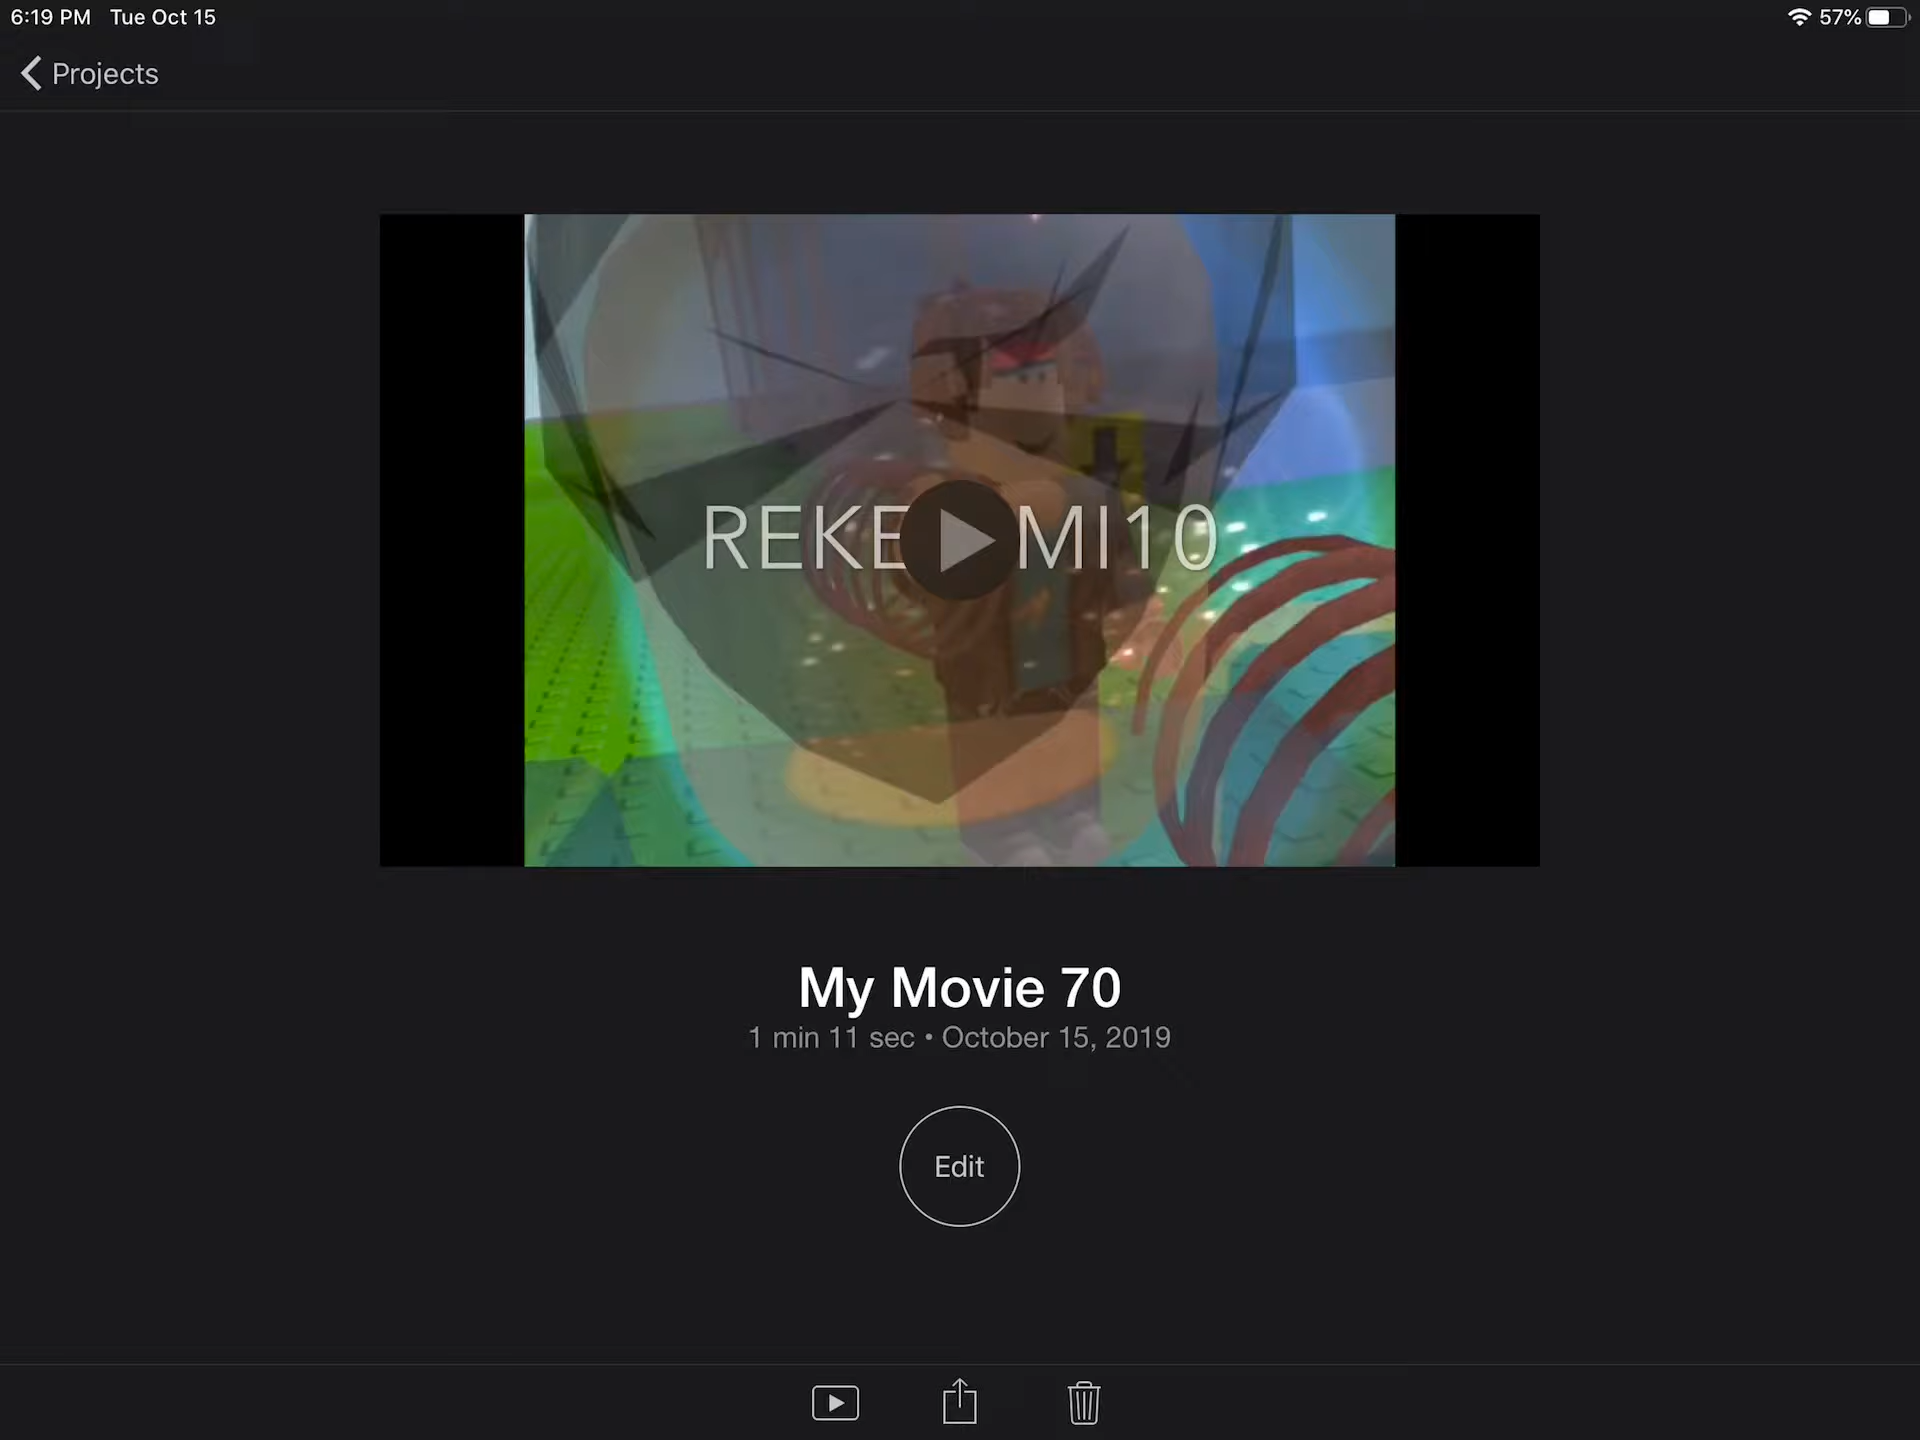 6:19 PM Tue Oct 15
57%
Projects
REKE MI10
My Movie 70
1 min 11 sec • October 15, 2019
Edit